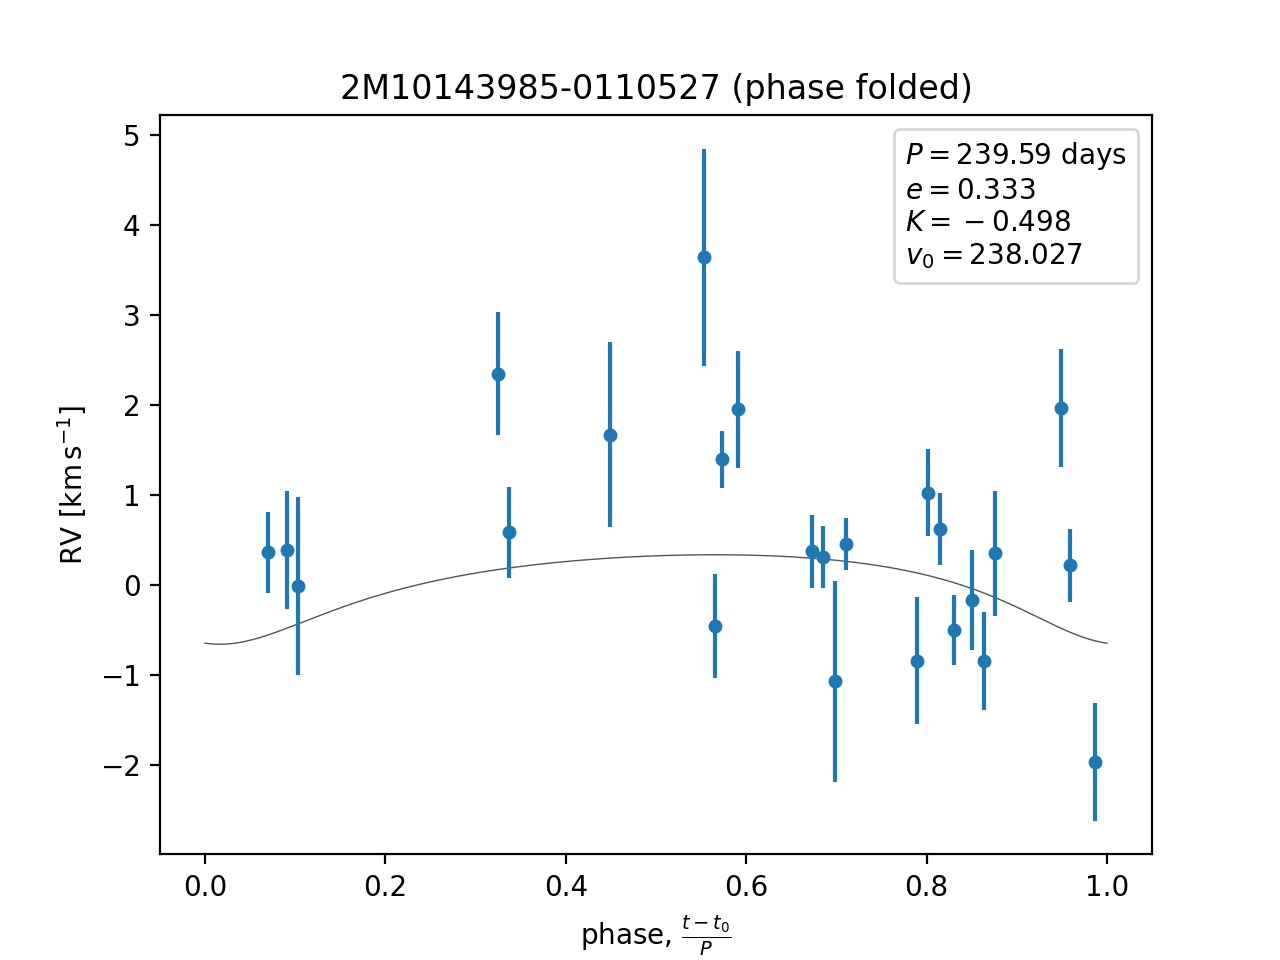 2M10143985-0110527 (phase folded)
P = 239.59 days
e = 0.333
K = −0.498
v₀ = 238.027
RV [km s⁻¹]
5
4
3
2
1
0
−1
−2
0.0 0.2 0.4 0.6 0.8 1.0
phase, (t − t₀)/P